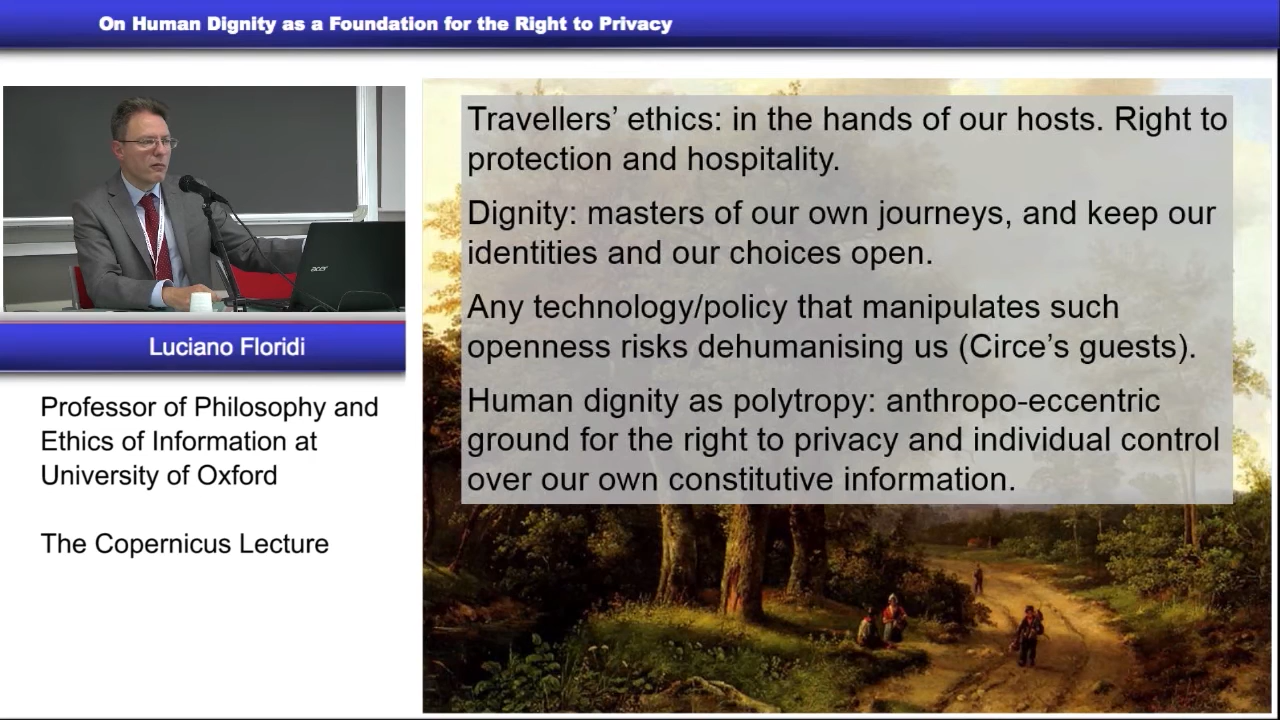 On Human Dignity as a Foundation for the Right to Privacy
acer
Luciano Floridi
Professor of Philosophy and
Ethics of Information at
University of Oxford
The Copernicus Lecture
Travellers’ ethics: in the hands of our hosts. Right to
protection and hospitality.
Dignity: masters of our own journeys, and keep our
identities and our choices open.
Any technology/policy that manipulates such
openness risks dehumanising us (Circe’s guests).
Human dignity as polytropy: anthropo-eccentric
ground for the right to privacy and individual control
over our own constitutive information.